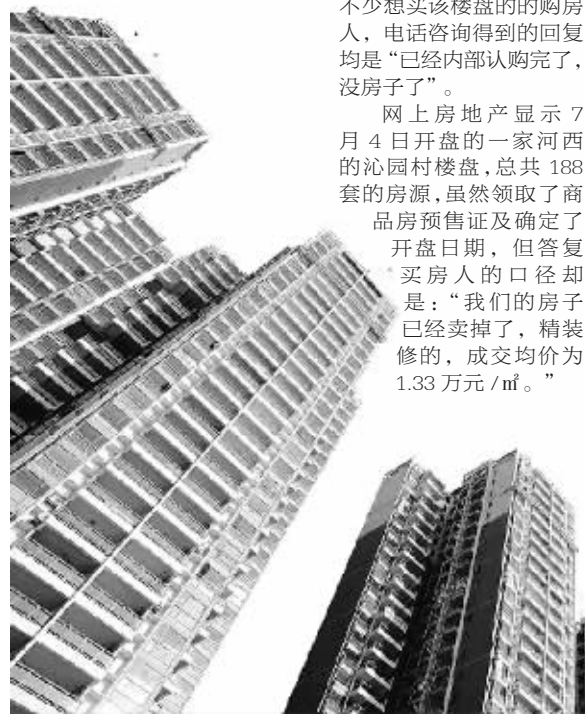 不少想买该楼盘的的购房
人，电话咨询得到的回复
均是“已经内部认购完了，
没房子了”。
网上房地产显示 7
月 4 日开盘的一家河西
的沁园村楼盘，总共 188
套的房源，虽然领取了商
品房预售证及确定了
开盘日期，但答复
买房人的口径却
是：“我们的房子
已经卖掉了，精装
修的，成交均价为
1.33 万元 /㎡。”